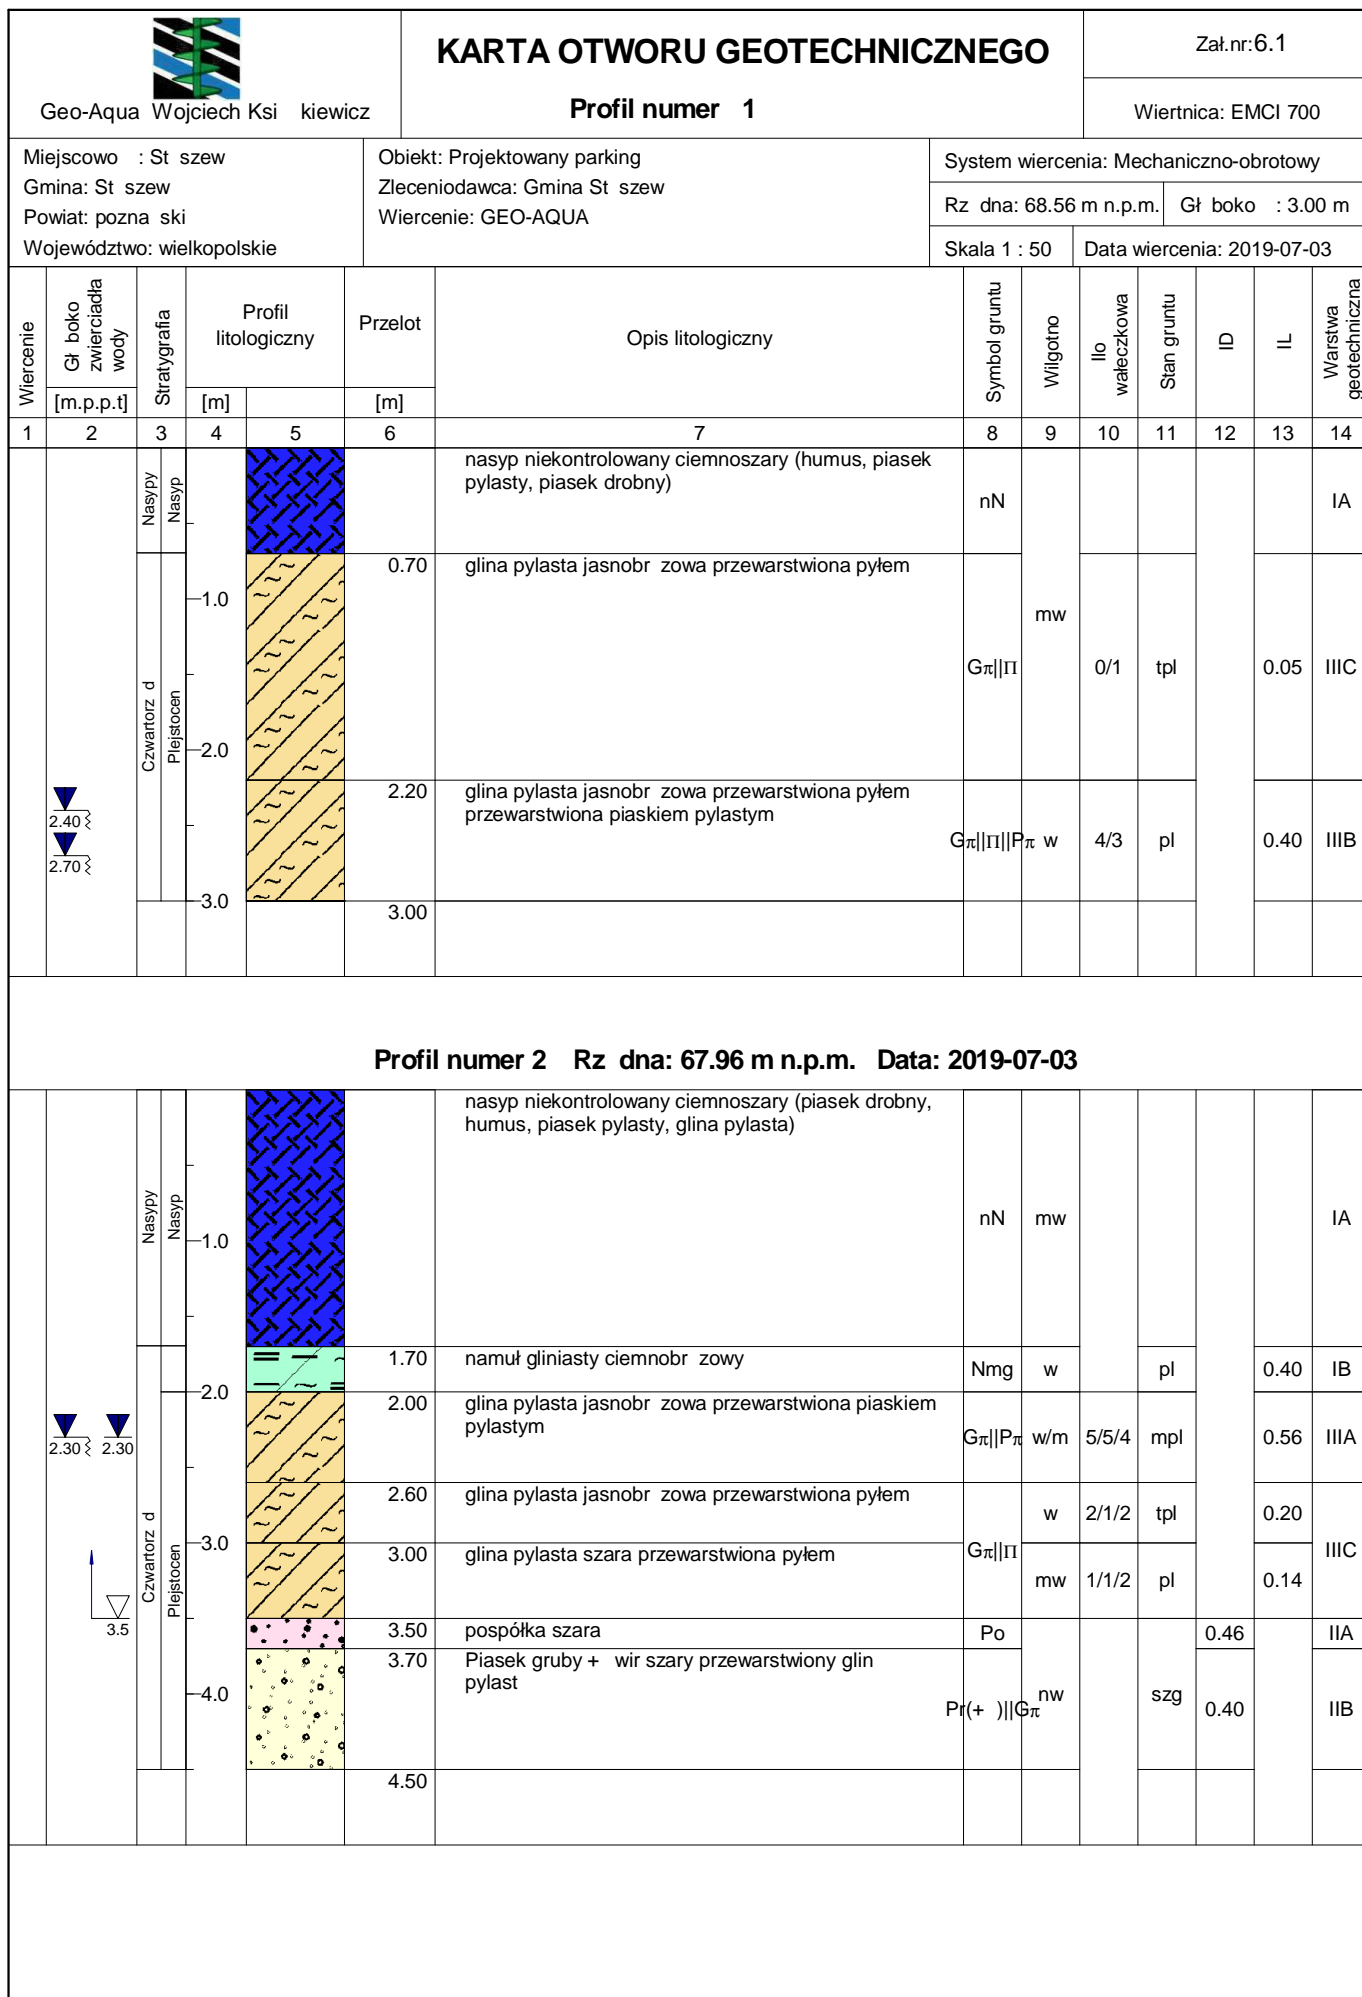 KARTA OTWORU GEOTECHNICZNEGO
Profil numer 1
Zał.nr:6.1
Geo-Aqua Wojciech Ksi kiewicz
Wiertnica: EMCI 700
Miejscowo : St szew
Gmina: St szew
Powiat: pozna ski
Województwo: wielkopolskie
Obiekt: Projektowany parking
Zleceniodawca: Gmina St szew
Wiercenie: GEO-AQUA
System wiercenia: Mechaniczno-obrotowy
Rz dna: 68.56 m n.p.m. Gł boko : 3.00 m
Skala 1 : 50 Data wiercenia: 2019-07-03
Wiercenie
Gł boko zwierciadła wody
[m.p.p.t]
Stratygrafia
Profil litologiczny
[m]
Przelot
[m]
Opis litologiczny
Symbol gruntu
Wilgotno
Ilo wałeczkowa
Stan gruntu
ID
IL
Warstwa geotechniczna
1 2 3 4 5 6 7 8 9 10 11 12 13 14
Nasypy Nasyp
nasyp niekontrolowany ciemnoszary (humus, piasek
pylasty, piasek drobny)
nN IA
0.70 glina pylasta jasnobr zowa przewarstwiona pyłem
1.0
mw
Gπ||Π 0/1 tpl 0.05 IIIC
Czwartorz d Plejstocen
2.0
2.20 glina pylasta jasnobr zowa przewarstwiona pyłem
przewarstwiona piaskiem pylastym
2.40
2.70
Gπ||Π||Pπ w 4/3 pl 0.40 IIIB
3.0
3.00
Profil numer 2 Rz dna: 67.96 m n.p.m. Data: 2019-07-03
nasyp niekontrolowany ciemnoszary (piasek drobny,
humus, piasek pylasty, glina pylasta)
Nasypy Nasyp
1.0
nN mw IA
1.70 namuł gliniasty ciemnobr zowy
Nmg w pl 0.40 IB
2.0
2.00 glina pylasta jasnobr zowa przewarstwiona piaskiem
pylastym
2.30 2.30
Gπ||Pπ w/m 5/5/4 mpl 0.56 IIIA
2.60 glina pylasta jasnobr zowa przewarstwiona pyłem
w 2/1/2 tpl 0.20
Czwartorz d Plejstocen
3.0
3.00 glina pylasta szara przewarstwiona pyłem
Gπ||Π IIIC
mw 1/1/2 pl 0.14
3.5
3.50 pospółka szara
Po 0.46 IIA
3.70 Piasek gruby + wir szary przewarstwiony glin
pylast
4.0
Pr(+ )||Gπ nw szg 0.40 IIB
4.50